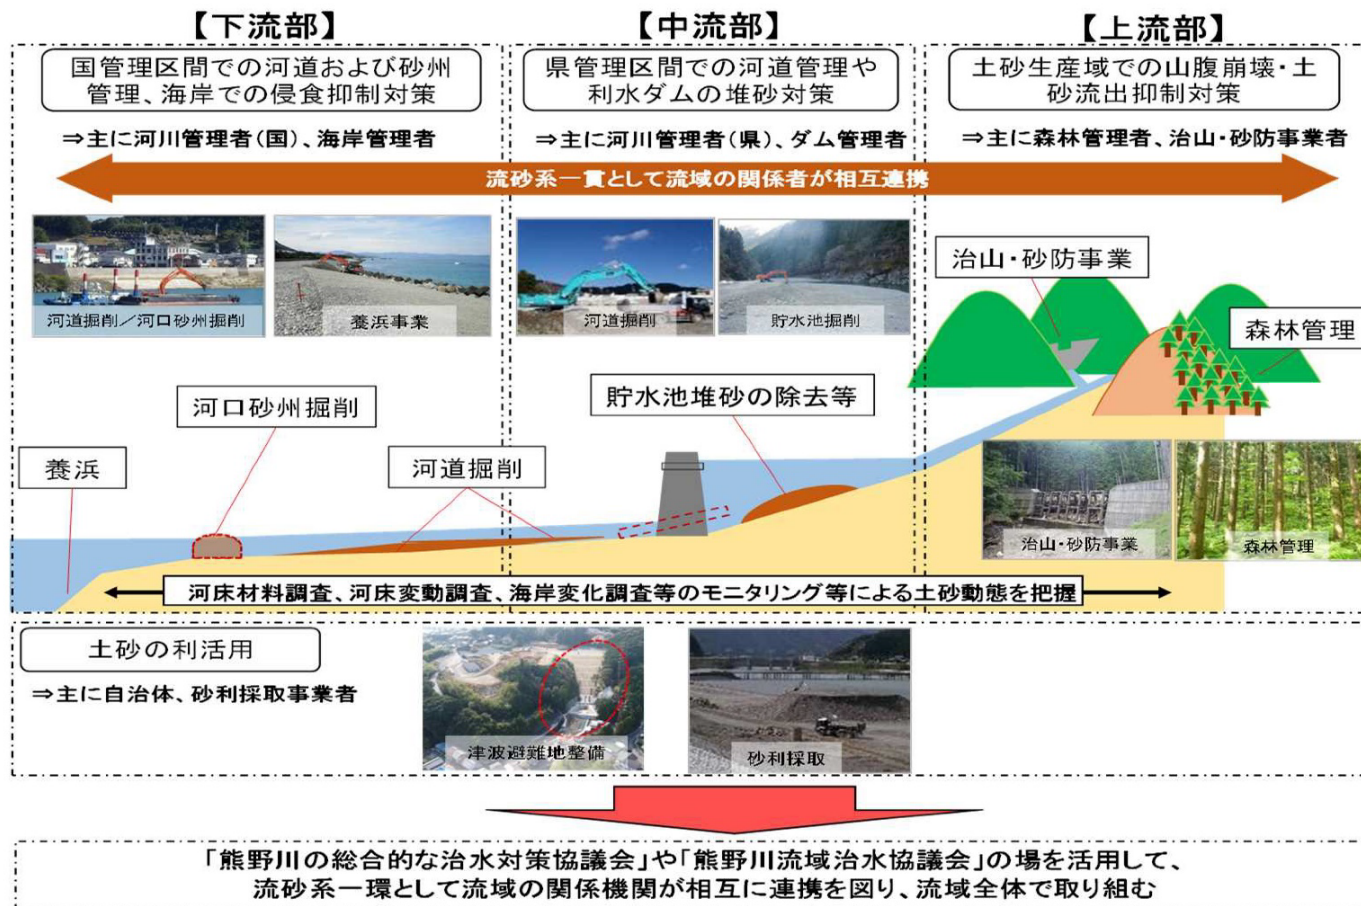 【下流部】
国管理区間での河道および砂州
管理、海岸での侵食抑制対策
⇒主に河川管理者(国)、海岸管理者
【中流部】
県管理区間での河道管理や
利水ダムの堆砂対策
⇒主に河川管理者(県)、ダム管理者
【上流部】
土砂生産域での山腹崩壊・土
砂流出抑制対策
⇒主に森林管理者、治山・砂防事業者
流砂系一貫として流域の関係者が相互連携
河道掘削/河口砂州掘削
養浜事業
河道掘削
貯水池掘削
治山・砂防事業
森林管理
養浜
河口砂州掘削
河道掘削
貯水池堆砂の除去等
治山・砂防事業
森林管理
河床材料調査、河床変動調査、海岸変化調査等のモニタリング等による土砂動態を把握
土砂の利活用
⇒主に自治体、砂利採取事業者
津波避難地整備
砂利採取
「熊野川の総合的な治水対策協議会」や「熊野川流域治水協議会」の場を活用して、
流砂系一環として流域の関係機関が相互に連携を図り、流域全体で取り組む